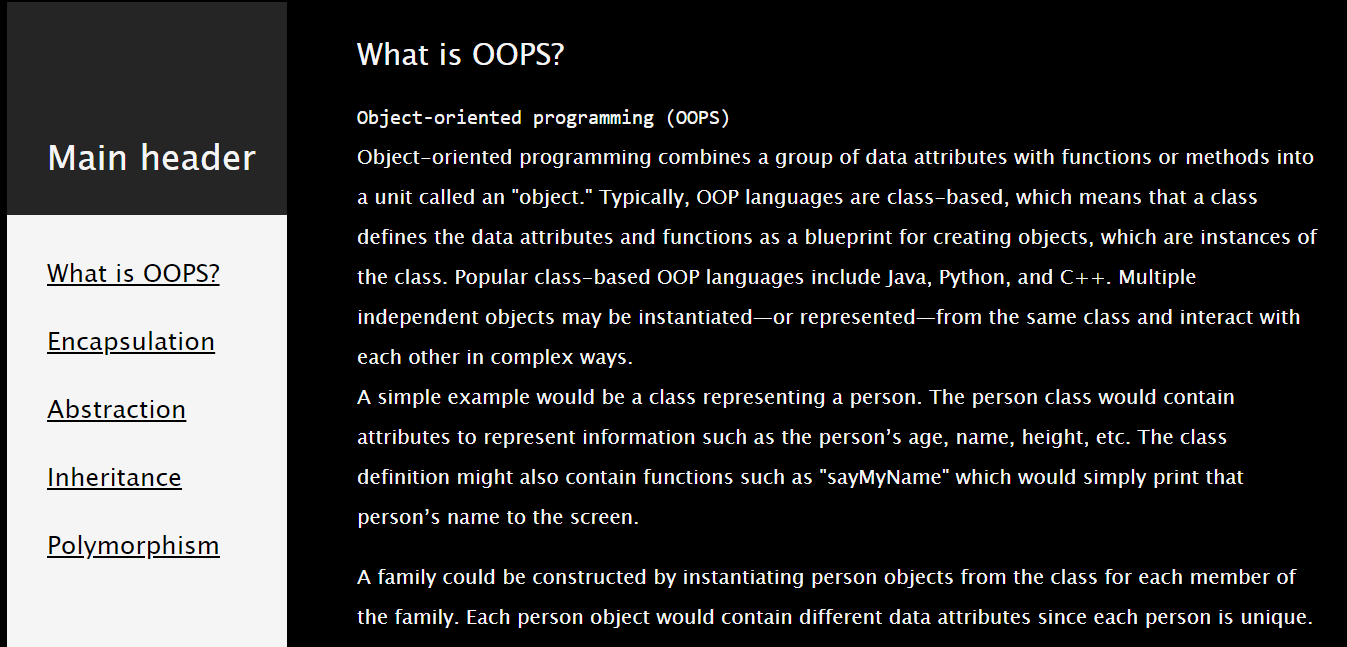 Main header
What is OOPS?
Encapsulation
Abstraction
Inheritance
Polymorphism
What is OOPS?
Object-oriented programming (OOPS)
Object-oriented programming combines a group of data attributes with functions or methods into
a unit called an "object." Typically, OOP languages are class-based, which means that a class
defines the data attributes and functions as a blueprint for creating objects, which are instances of
the class. Popular class-based OOP languages include Java, Python, and C++. Multiple
independent objects may be instantiated—or represented—from the same class and interact with
each other in complex ways.
A simple example would be a class representing a person. The person class would contain
attributes to represent information such as the person’s age, name, height, etc. The class
definition might also contain functions such as "sayMyName" which would simply print that
person’s name to the screen.
A family could be constructed by instantiating person objects from the class for each member of
the family. Each person object would contain different data attributes since each person is unique.